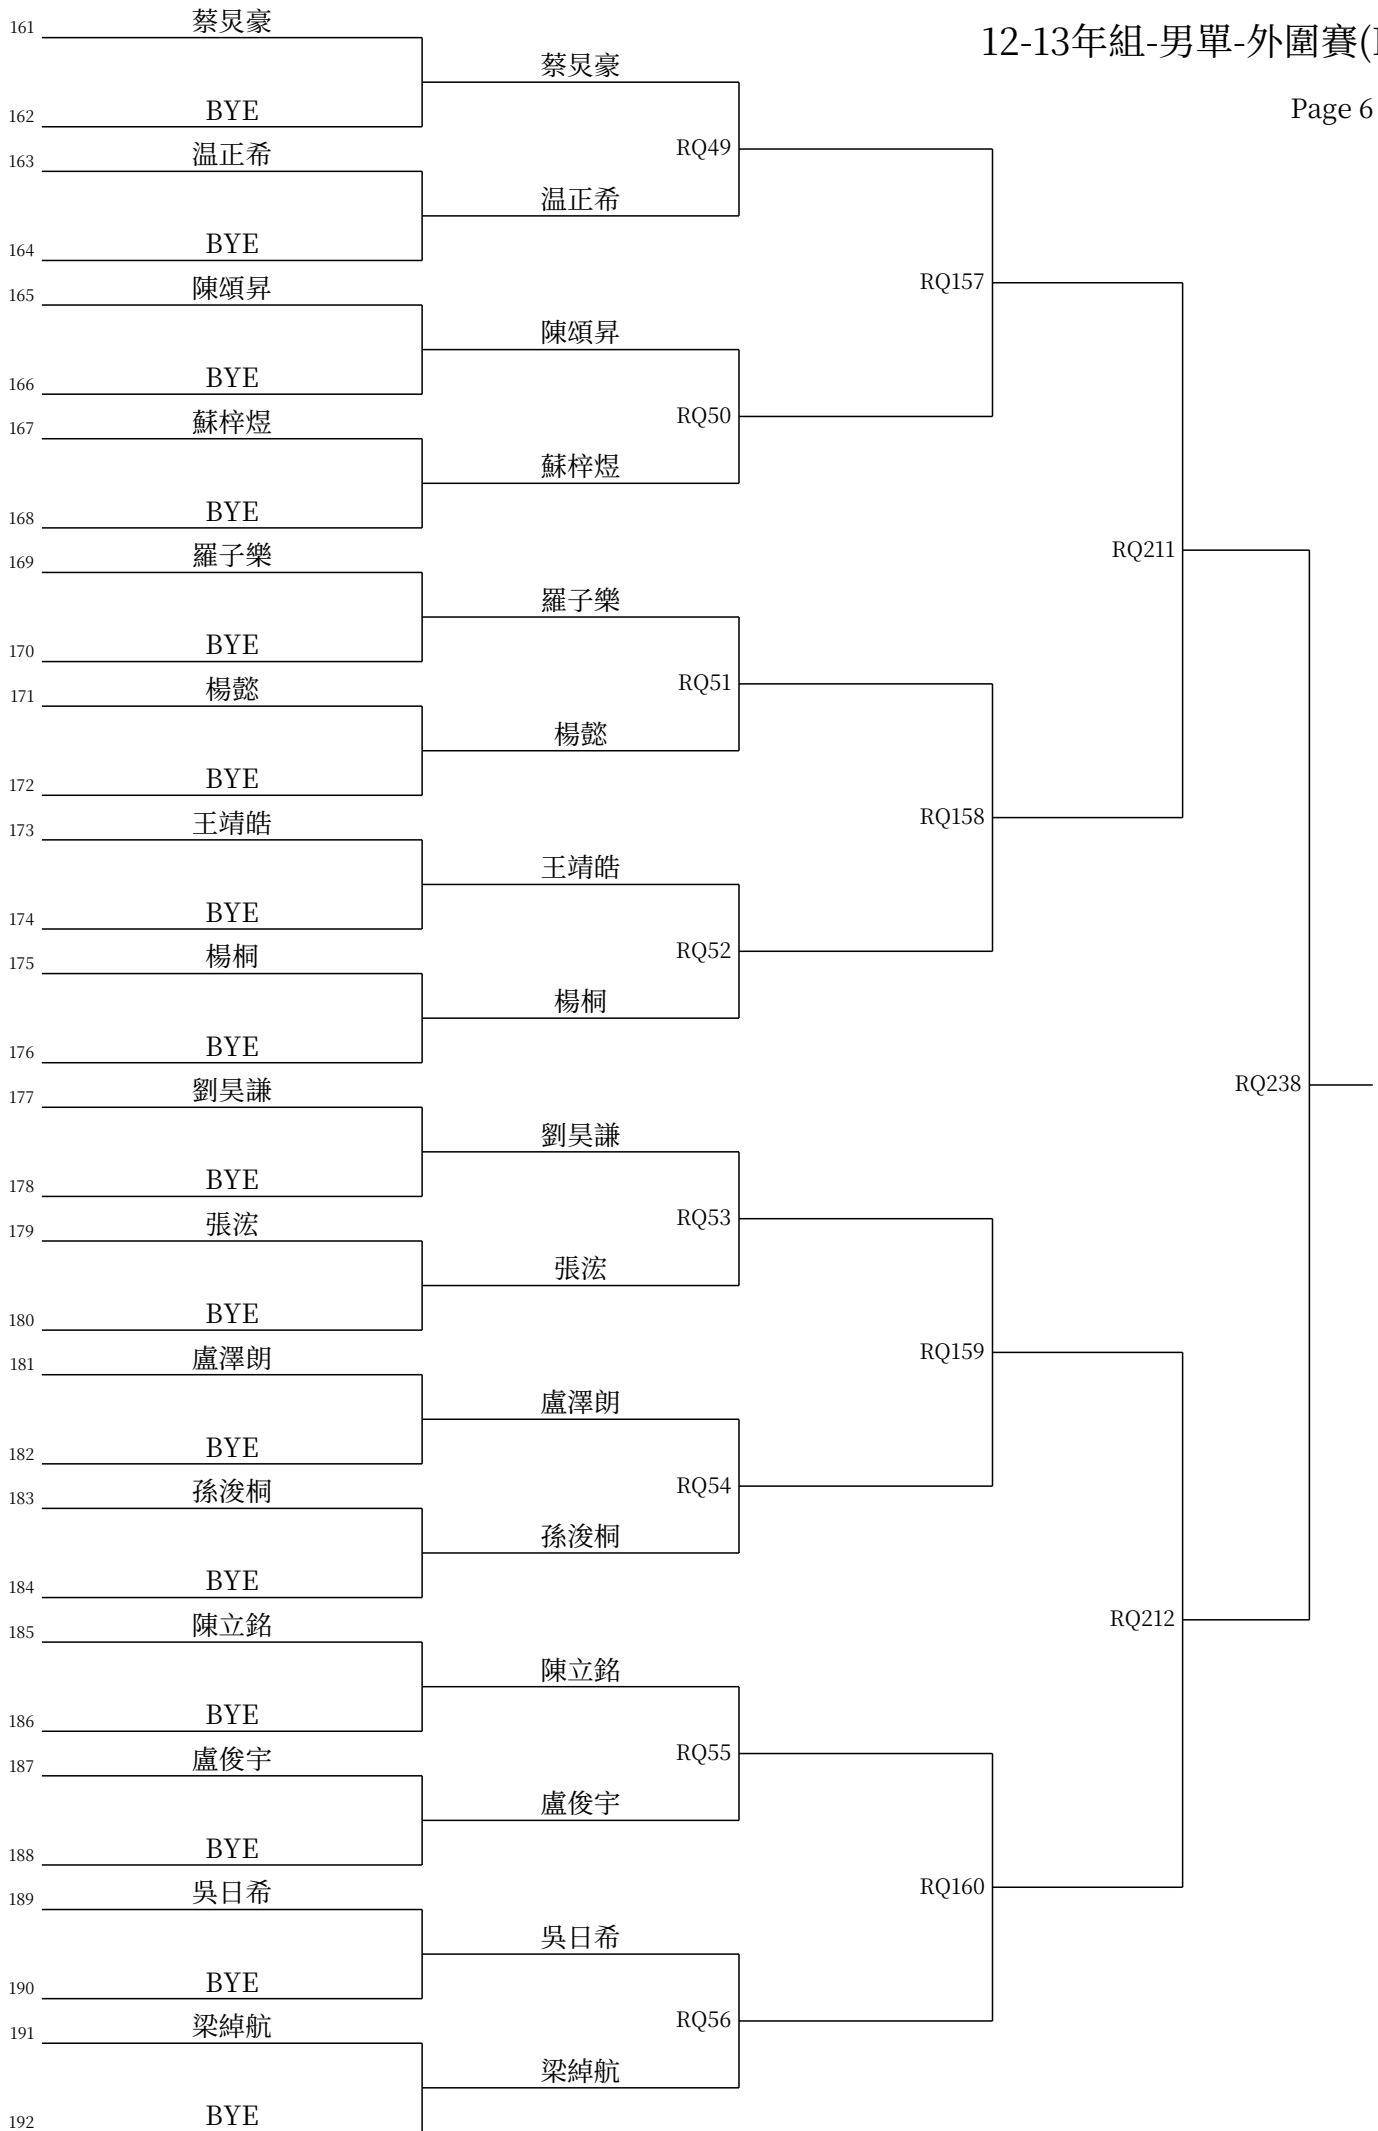 12-13年組-男單-外圍賽(
Page 6
161 蔡炅豪
蔡炅豪
162 BYE
RQ49
163 温正希
温正希
164 BYE
RQ157
165 陳頌昇
陳頌昇
166 BYE
RQ50
167 蘇梓煜
蘇梓煜
168 BYE
RQ211
169 羅子樂
羅子樂
170 BYE
RQ51
171 楊懿
楊懿
172 BYE
RQ158
173 王靖皓
王靖皓
174 BYE
RQ52
175 楊桐
楊桐
176 BYE
RQ238
177 劉昊謙
劉昊謙
178 BYE
RQ53
179 張浤
張浤
180 BYE
RQ159
181 盧澤朗
盧澤朗
182 BYE
RQ54
183 孫浚桐
孫浚桐
184 BYE
RQ212
185 陳立銘
陳立銘
186 BYE
RQ55
187 盧俊宇
盧俊宇
188 BYE
RQ160
189 吳日希
吳日希
190 BYE
RQ56
191 梁綽航
梁綽航
192 BYE